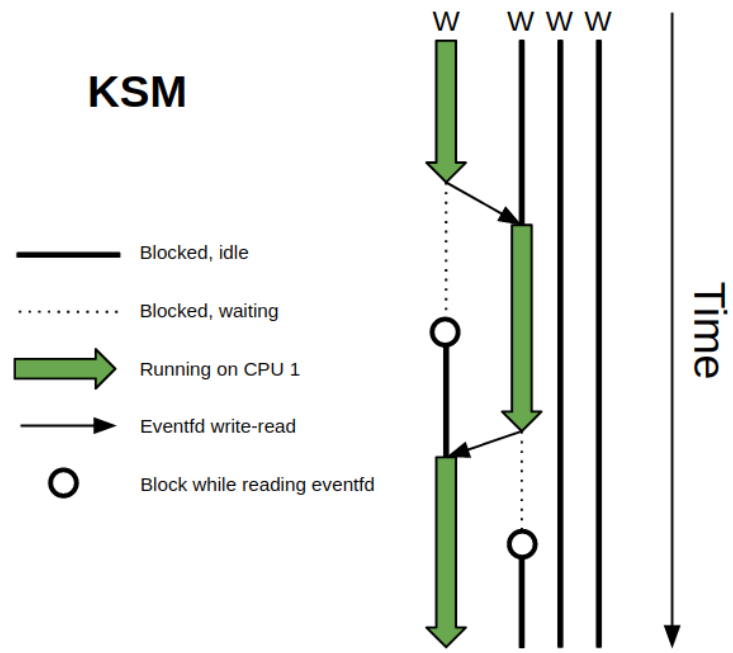 W W W W
KSM
Blocked, idle
Blocked, waiting
Running on CPU 1
Eventfd write-read
Block while reading eventfd
Time